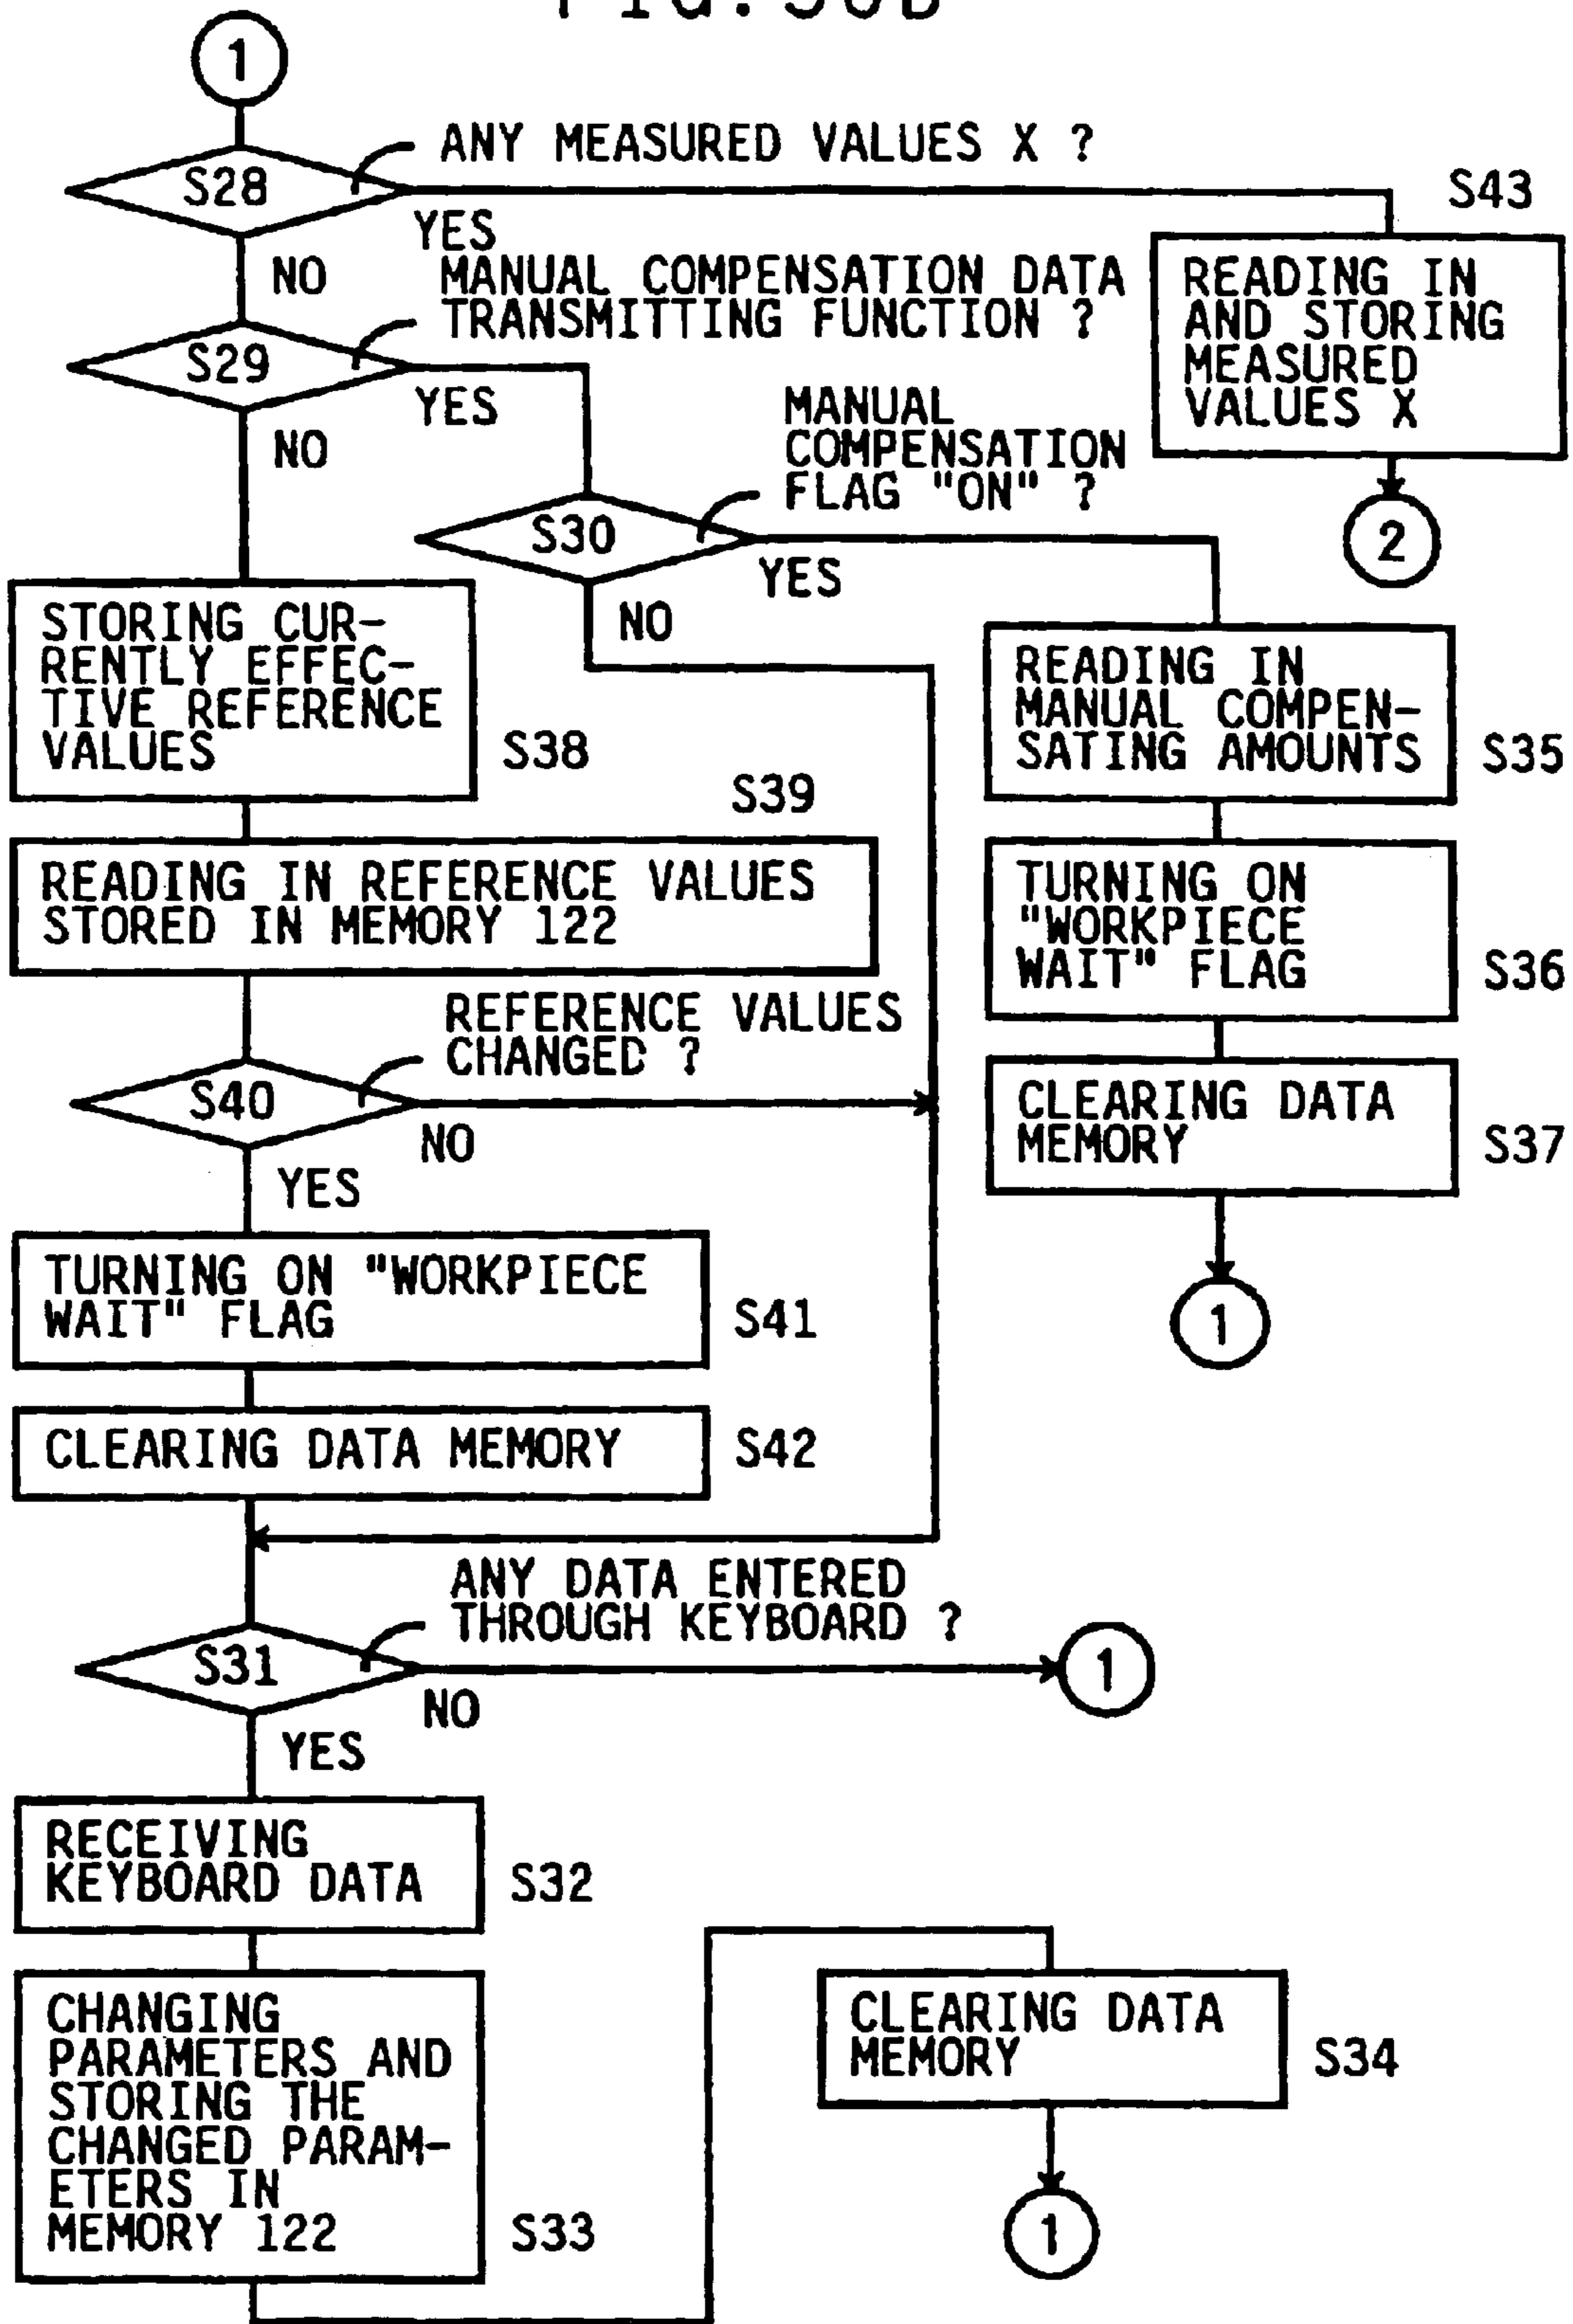 1
ANY MEASURED VALUES X ?
S28
S43
YES
NO
MANUAL COMPENSATION DATA
TRANSMITTING FUNCTION ?
READING IN
AND STORING
MEASURED
VALUES X
S29
YES
NO
MANUAL
COMPENSATION
FLAG "ON" ?
2
S30
YES
NO
STORING CUR-
RENTLY EFFEC-
TIVE REFERENCE
VALUES
S38
READING IN
MANUAL COMPEN-
SATING AMOUNTS
S35
S39
READING IN REFERENCE VALUES
STORED IN MEMORY 122
TURNING ON
"WORKPIECE
WAIT" FLAG
S36
REFERENCE VALUES
CHANGED ?
S40
NO
YES
CLEARING DATA
MEMORY
S37
1
TURNING ON "WORKPIECE
WAIT" FLAG
S41
CLEARING DATA MEMORY
S42
ANY DATA ENTERED
THROUGH KEYBOARD ?
S31
1
NO
YES
RECEIVING
KEYBOARD DATA
S32
CHANGING
PARAMETERS AND
STORING THE
CHANGED PARAM-
ETERS IN
MEMORY 122
S33
CLEARING DATA
MEMORY
S34
1